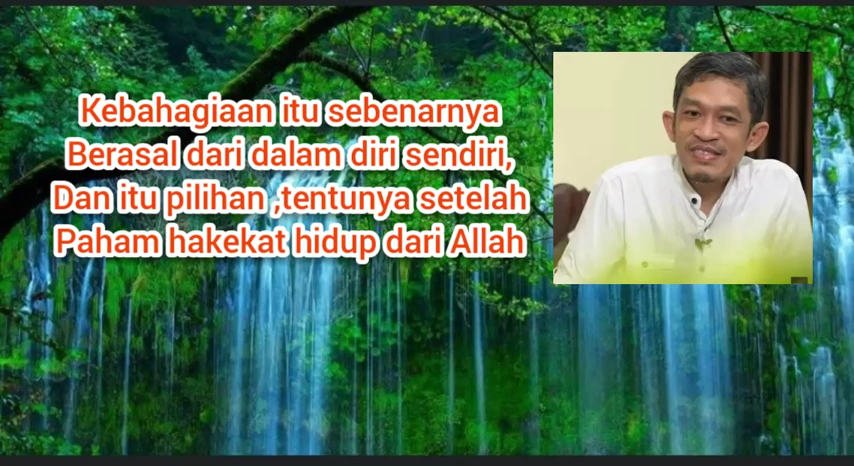 Kebahagiaan itu sebenarnya
Berasal dari dalam diri sendiri,
Dan itu pilihan ,tentunya setelah
Paham hakekat hidup dari Allah